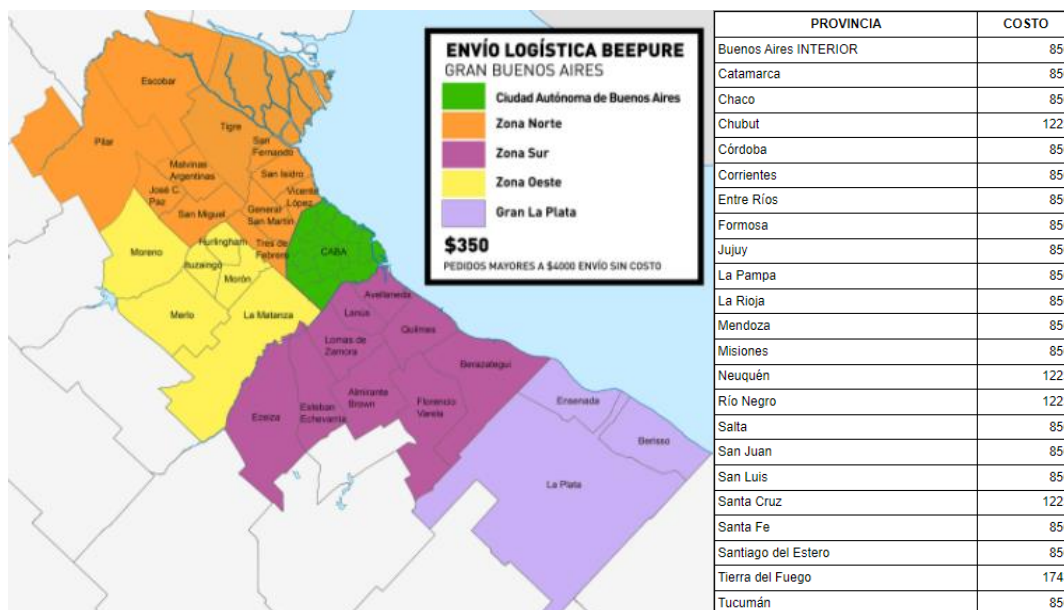 ENVÍO LOGÍSTICA BEEPURE
GRAN BUENOS AIRES
Ciudad Autónoma de Buenos Aires
Zona Norte
Zona Sur
Zona Oeste
Gran La Plata
$350
PEDIDOS MAYORES A $4000 ENVÍO SIN COSTO
Escobar
Pilar
Tigre
San
Fernando
Malvinas
Argentinas
San Isidro
José C.
Paz
Vicente
López
San Miguel
General
San Martín
Hurlingham
Tres de
Febrero
CABA
Moreno
Ituzaingó
Morón
Merlo
La Matanza
Avellaneda
Lanús
Quilmes
Lomas de
Zamora
Berazategui
Almirante
Brown
Ezeiza
Esteban
Echeverría
Florencio
Varela
Ensenada
Berisso
La Plata
PROVINCIA COSTO
Buenos Aires INTERIOR 85
Catamarca 85
Chaco 85
Chubut 122
Córdoba 85
Corrientes 85
Entre Ríos 85
Formosa 85
Jujuy 85
La Pampa 85
La Rioja 85
Mendoza 85
Misiones 85
Neuquén 122
Río Negro 122
Salta 85
San Juan 85
San Luis 85
Santa Cruz 122
Santa Fe 85
Santiago del Estero 85
Tierra del Fuego 174
Tucumán 85